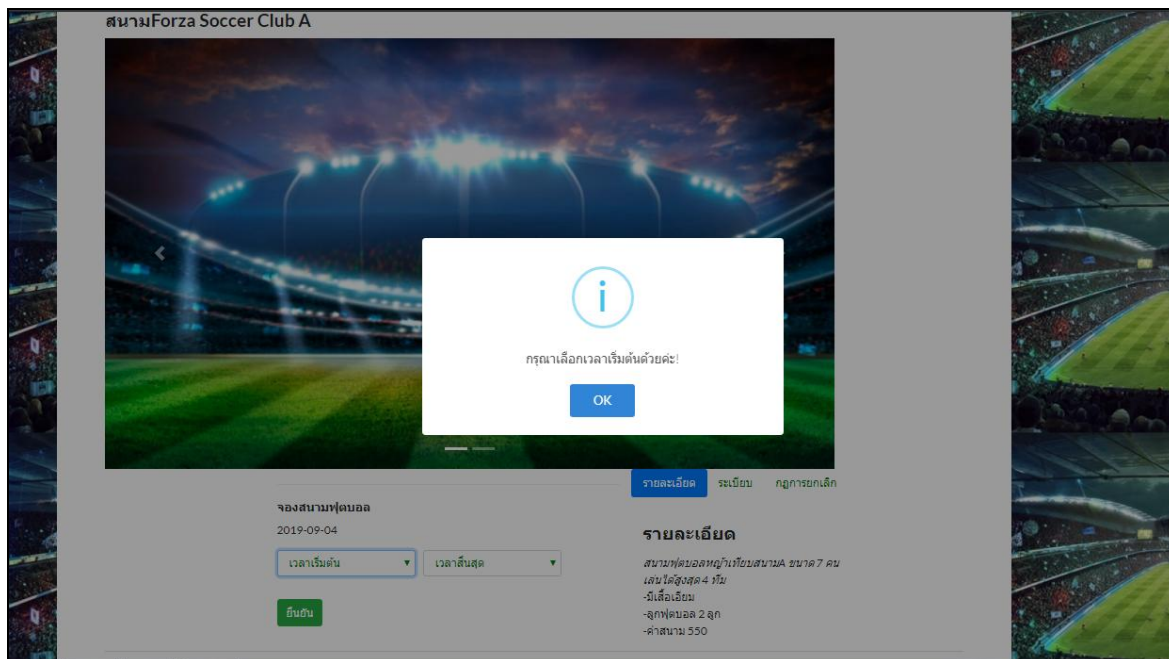 สนามForza Soccer Club A
i
กรุณาเลือกเวลาเริ่มต้นด้วยค่ะ!
OK
รายละเอียด ระเบียบ กฏการยกเลิก
จองสนามฟุตบอล
2019-09-04
เวลาเริ่มต้น เวลาสิ้นสุด
ยืนยัน
รายละเอียด
สนามฟุตบอลหญ้าเทียมสนามA ขนาด 7 คน
เล่นได้สูงสุด 4 ทีม
-มีเสื้อเอี๊ยม
-ลูกฟุตบอล 2 ลูก
-ค่าสนาม 550